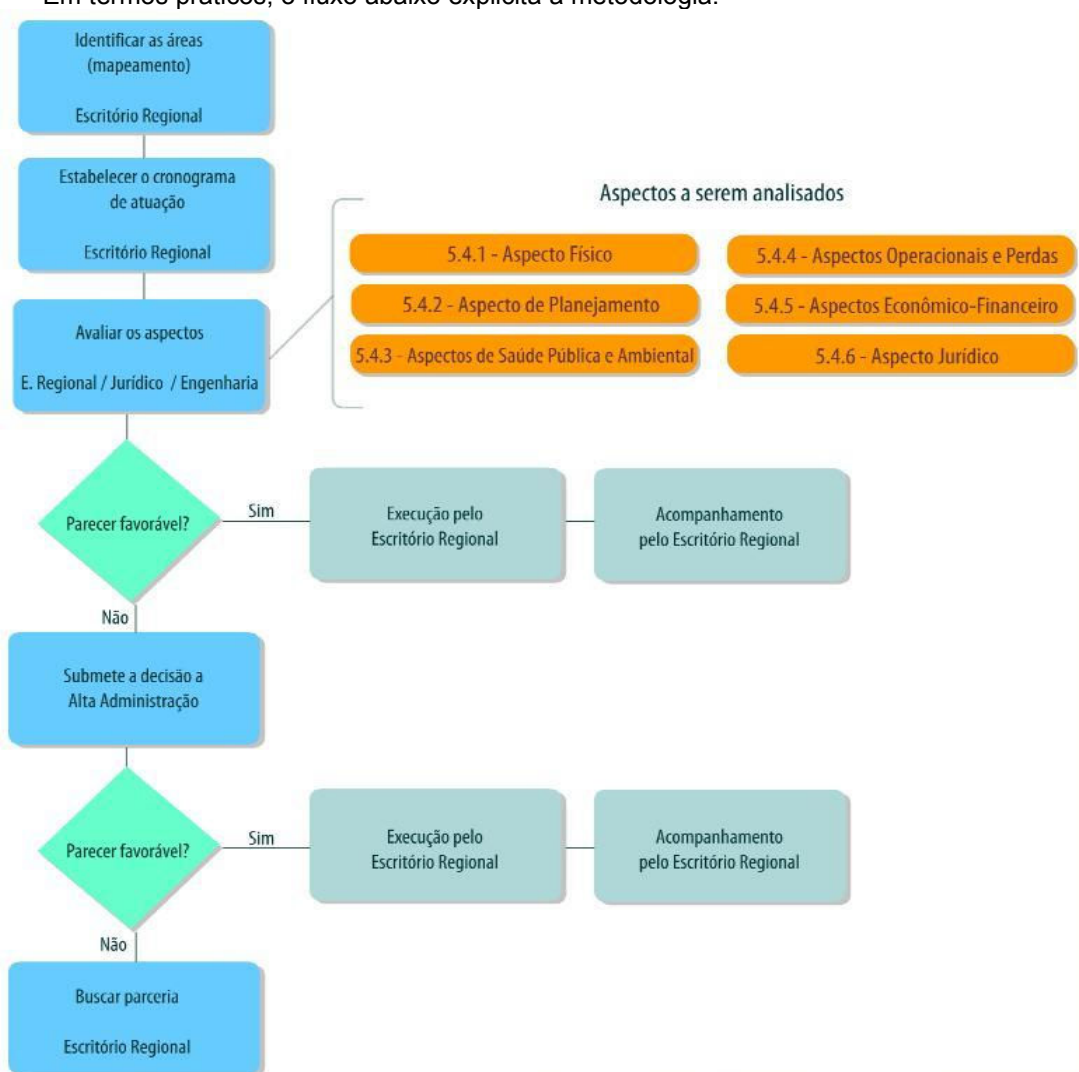 Em termos práticos, o fluxo abaixo explicita a metodologia:
Identificar as áreas
(mapeamento)
Escritório Regional
Estabelecer o cronograma
de atuação
Escritório Regional
Avaliar os aspectos
E. Regional / Jurídico / Engenharia
Aspectos a serem analisados
5.4.1 - Aspecto Físico
5.4.2 - Aspecto de Planejamento
5.4.3 - Aspectos de Saúde Pública e Ambiental
5.4.4 - Aspectos Operacionais e Perdas
5.4.5 - Aspectos Econômico-Financeiro
5.4.6 - Aspecto Jurídico
Parecer favorável?
Sim
Execução pelo
Escritório Regional
Acompanhamento
pelo Escritório Regional
Não
Submete a decisão a
Alta Administração
Parecer favorável?
Sim
Execução pelo
Escritório Regional
Acompanhamento
pelo Escritório Regional
Não
Buscar parceria
Escritório Regional